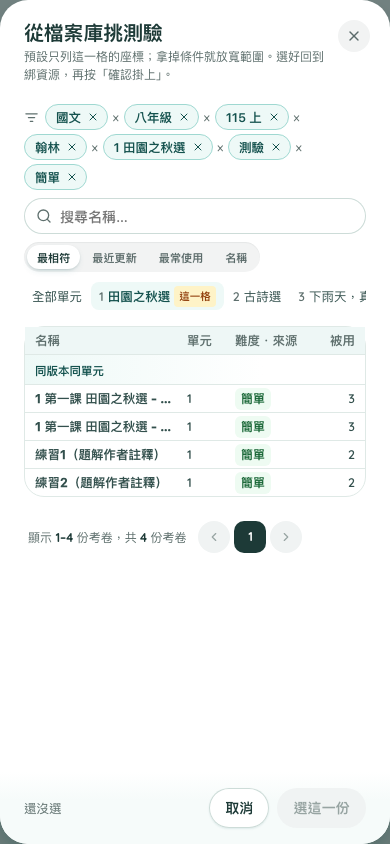 從檔案庫挑測驗
預設只列這一格的座標；拿掉條件就放寬範圍。選好回到
綁資源，再按「確認掛上」。
國文 × × 八年級 × × 115 上 × ×
翰林 × × 1 田園之秋選 × × 測驗 × ×
簡單 ×
搜尋名稱...
最相符 最近更新 最常使用 名稱
全部單元 1 田園之秋選 這一格 2 古詩選 3 下雨天，
名稱 單元 難度．來源 被用
同版本同單元
1 第一課 田園之秋選 - ... 1 簡單 3
1 第一課 田園之秋選 - ... 1 簡單 3
練習1（題解作者註釋） 1 簡單 2
練習2（題解作者註釋） 1 簡單 2
顯示 1-4 份考卷，共 4 份考卷 1
還沒選 取消 選這一份